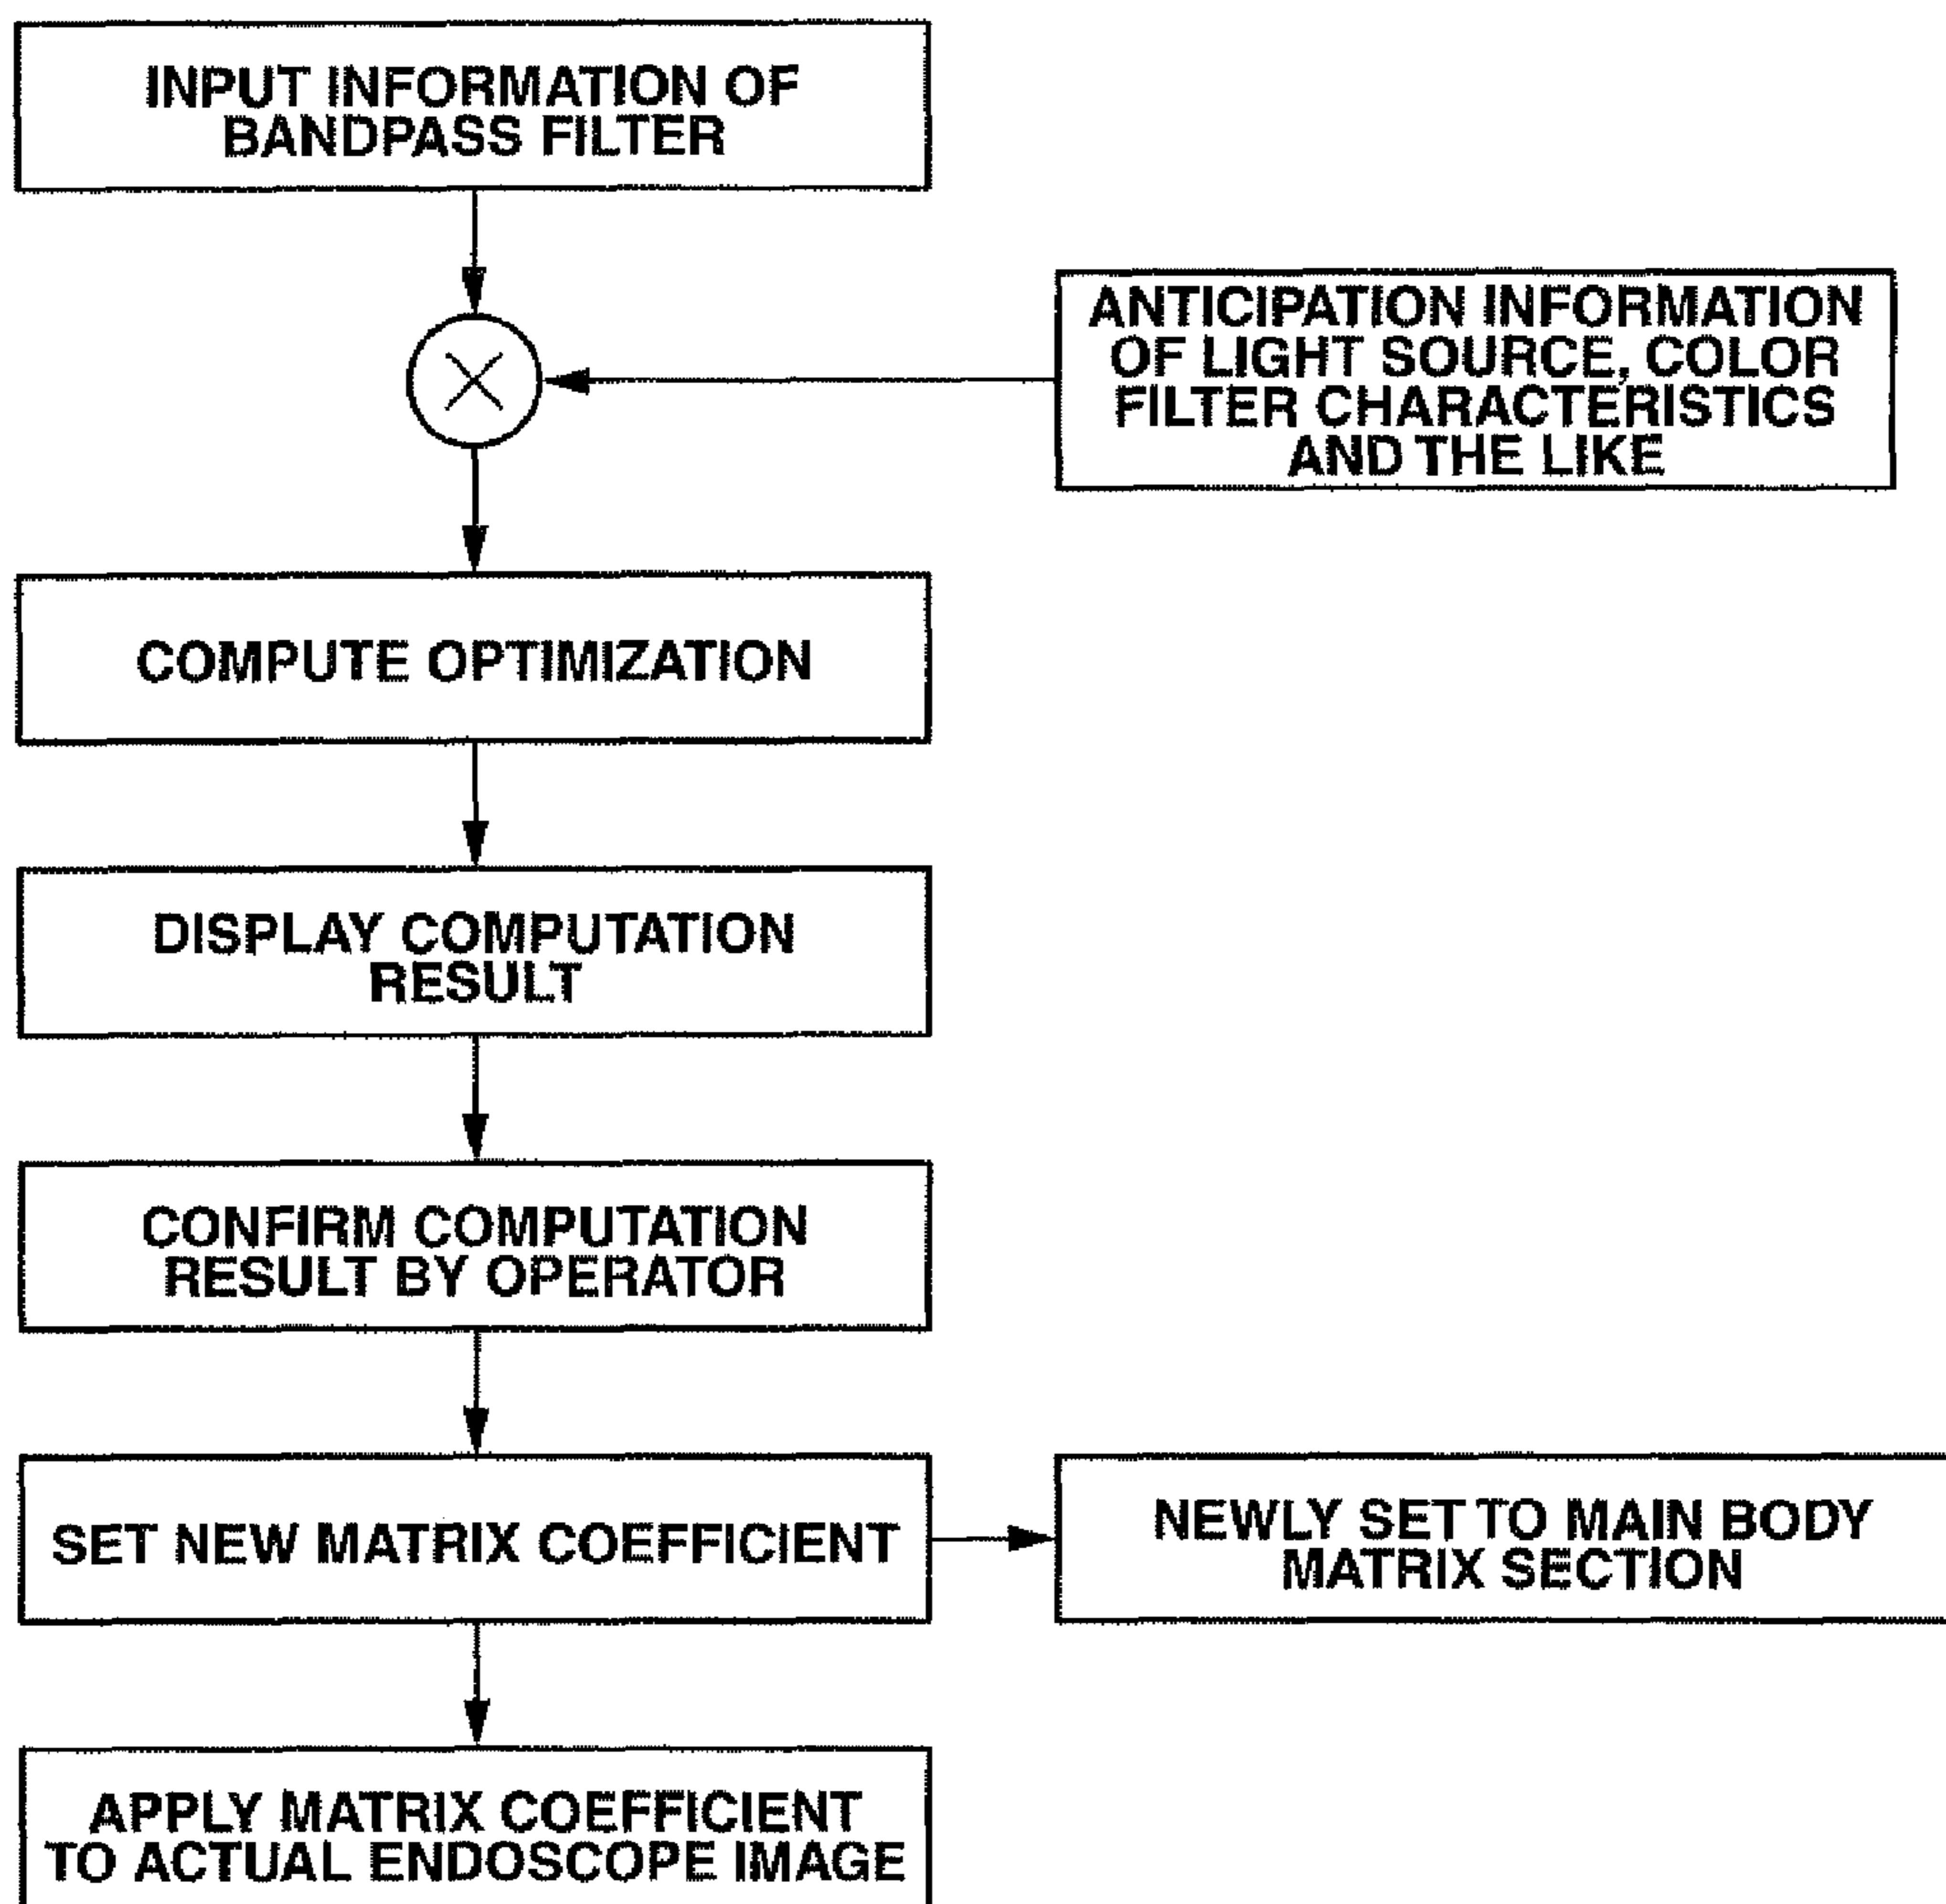 INPUT INFORMATION OF
BANDPASS FILTER
ANTICIPATION INFORMATION
OF LIGHT SOURCE, COLOR
FILTER CHARACTERISTICS
AND THE LIKE
COMPUTE OPTIMIZATION
DISPLAY COMPUTATION
RESULT
CONFIRM COMPUTATION
RESULT BY OPERATOR
SET NEW MATRIX COEFFICIENT
NEWLY SET TO MAIN BODY
MATRIX SECTION
APPLY MATRIX COEFFICIENT
TO ACTUAL ENDOSCOPE IMAGE